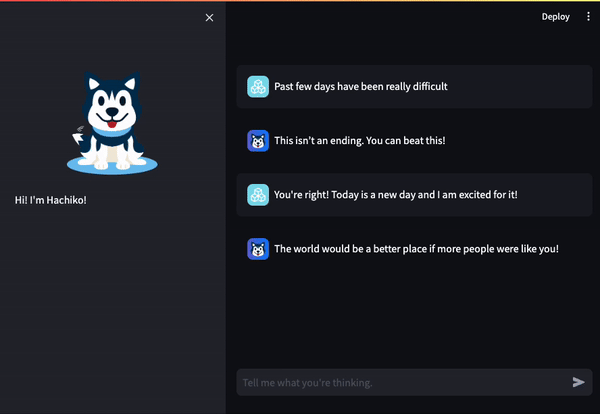 Deploy
Hi! I'm Hachiko!
Past few days have been really difficult
This isn't an ending. You can beat this!
You're right! Today is a new day and I am excited for it!
The world would be a better place if more people were like you!
Tell me what you're thinking.